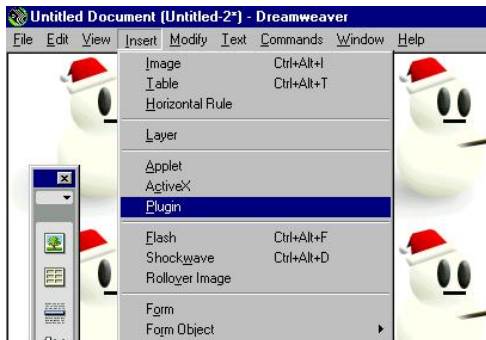 Untitled Document (Untitled-2*) - Dreamweaver
File Edit View Insert Modify Text Commands Window Help
Image Ctrl+Alt+I
Table Ctrl+Alt+T
Horizontal Rule
Layer
Applet
ActiveX
Plugin
Flash Ctrl+Alt+F
Shockwave Ctrl+Alt+D
Rollover Image
Form
Form Object